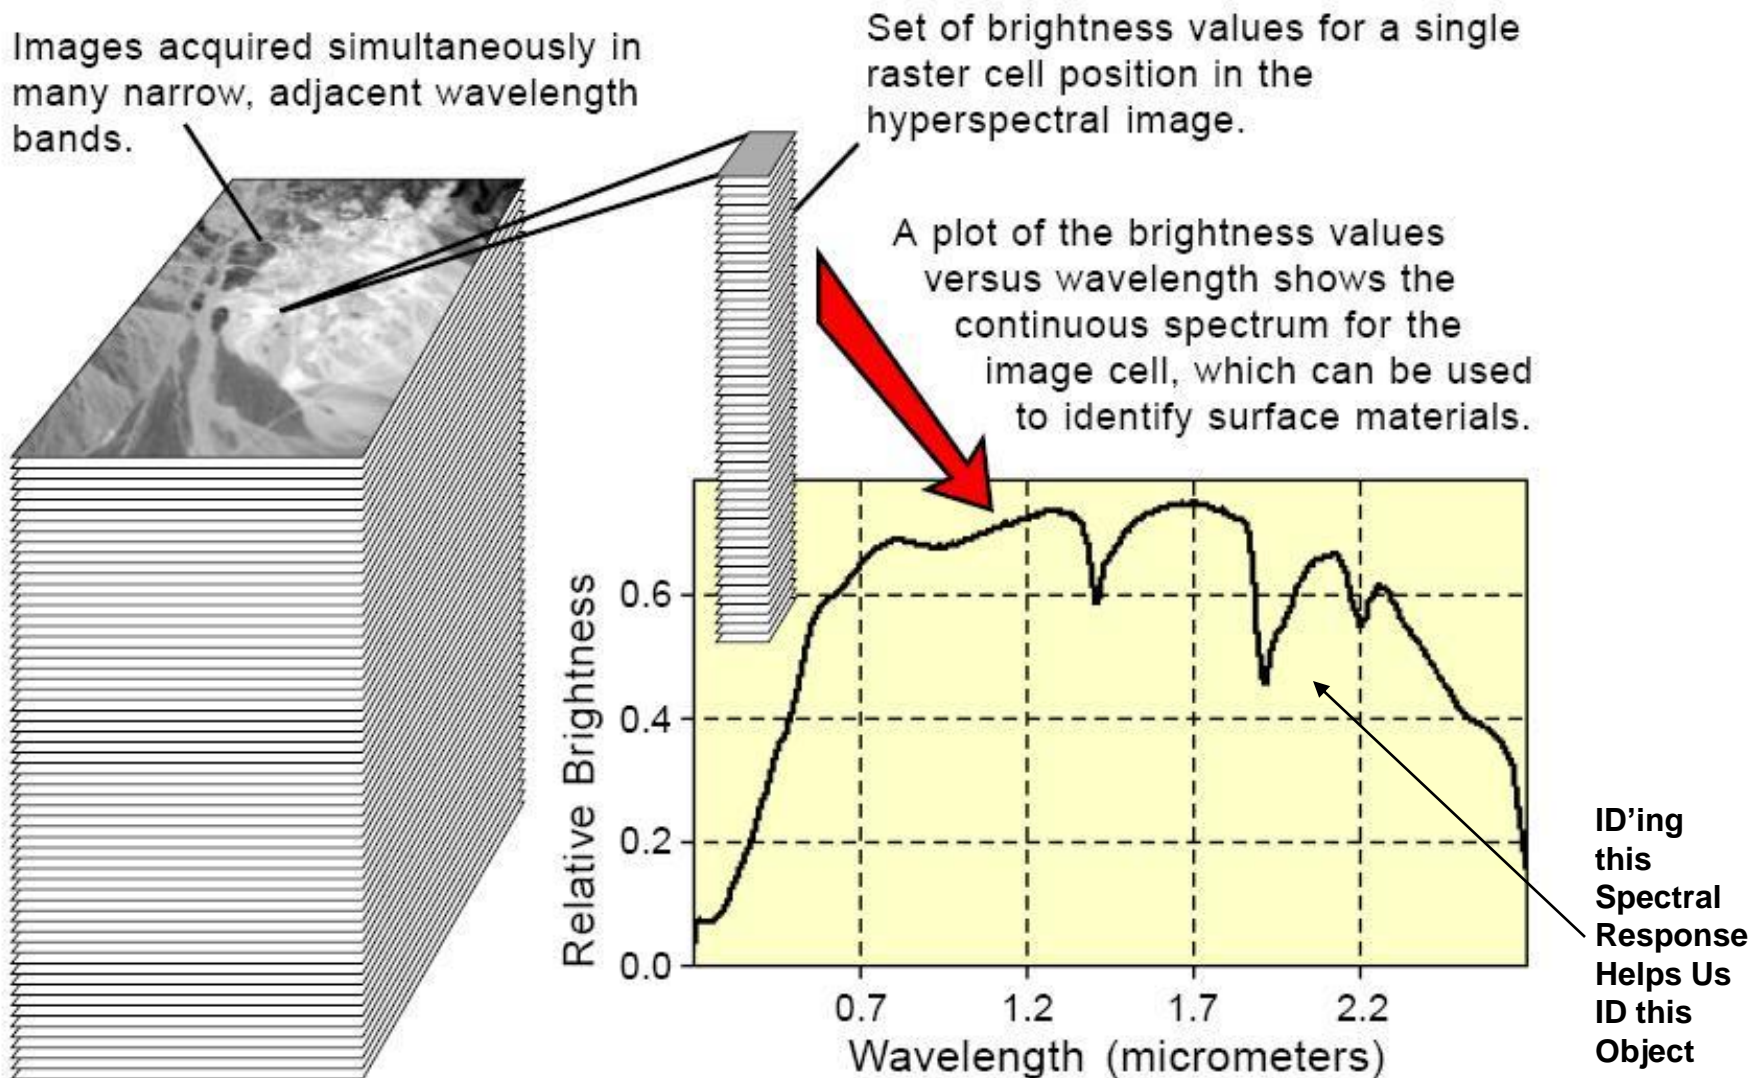 Images acquired simultaneously in
many narrow, adjacent wavelength
bands.
Set of brightness values for a single
raster cell position in the
hyperspectral image.
A plot of the brightness values
versus wavelength shows the
continuous spectrum for the
image cell, which can be used
to identify surface materials.
Relative Brightness
0.6
0.4
0.2
0.0
0.7 1.2 1.7 2.2
Wavelength (micrometers)
ID’ing
this
Spectral
Response
Helps Us
ID this
Object